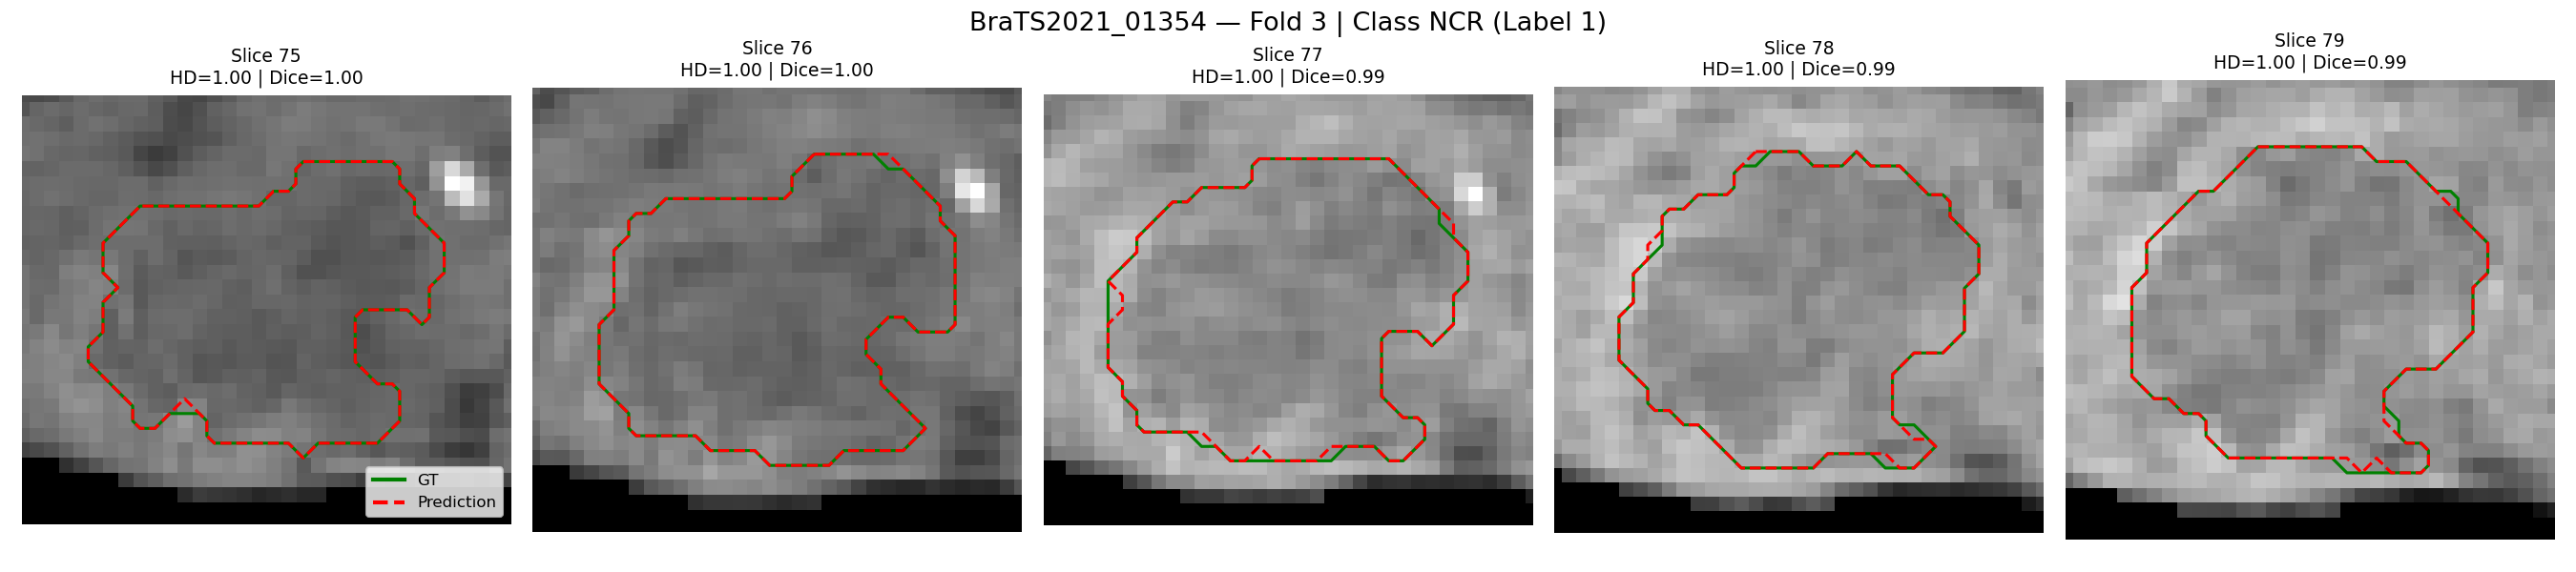 BraTS2021_01354 — Fold 3 | Class NCR (Label 1)
Slice 75
HD=1.00 | Dice=1.00
Slice 76
HD=1.00 | Dice=1.00
Slice 77
HD=1.00 | Dice=0.99
Slice 78
HD=1.00 | Dice=0.99
Slice 79
HD=1.00 | Dice=0.99
GT
Prediction